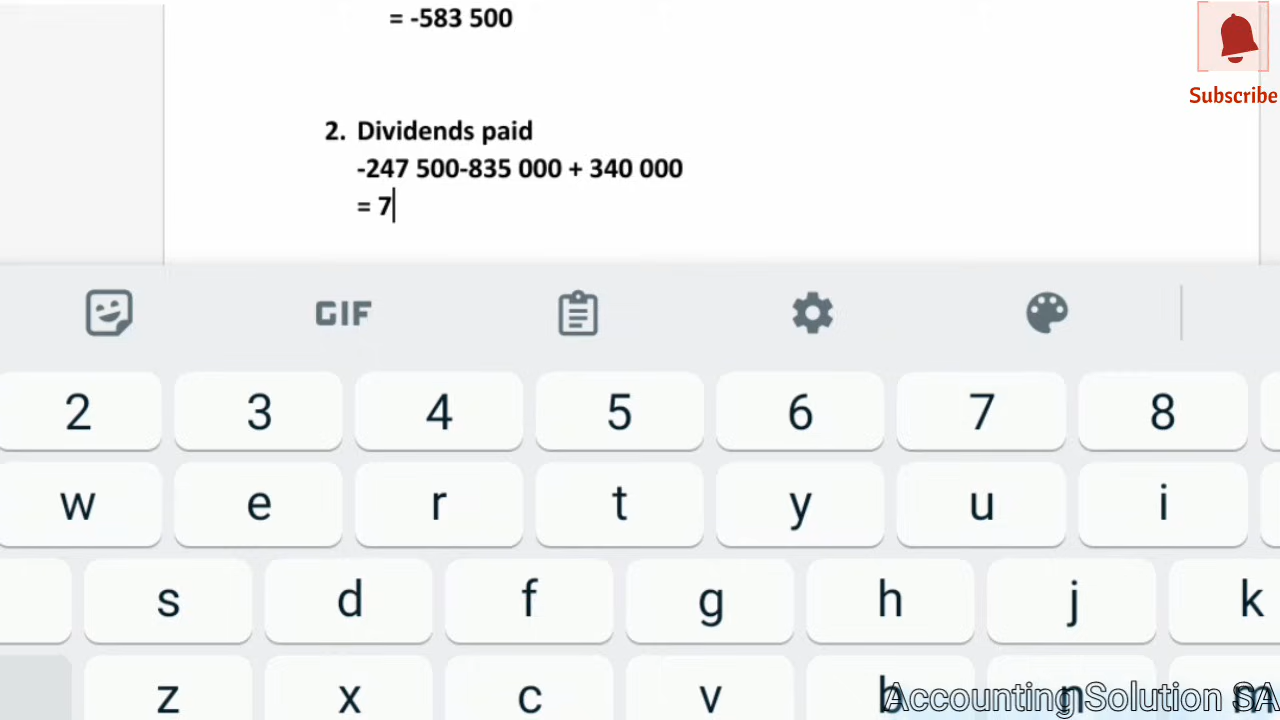 = -583 500
Subscribe
2. Dividends paid
-247 500-835 000 + 340 000
= 7
GIF
2 3 4 5 6 7 8
w e r t y u i
s d f g h j k
z x c v b n m
Accounting Solution SA